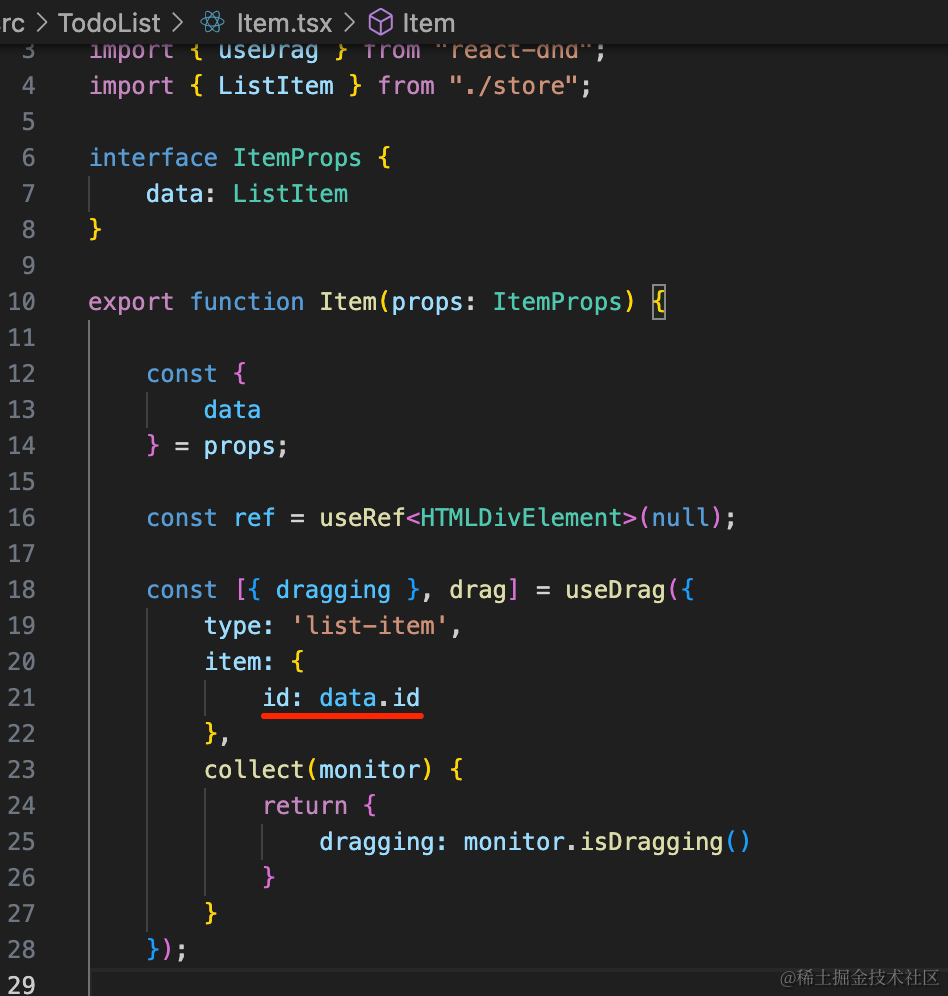 rc > TodoList > Item.tsx > Item
3 import { useDrag } from "react-dnd";
4 import { ListItem } from "./store";
5
6 interface ItemProps {
7     data: ListItem
8 }
9
10 export function Item(props: ItemProps) {
11
12     const {
13         data
14     } = props;
15
16     const ref = useRef<HTMLDivElement>(null);
17
18     const [{ dragging }, drag] = useDrag({
19         type: 'list-item',
20         item: {
21             id: data.id
22         },
23         collect(monitor) {
24             return {
25                 dragging: monitor.isDragging()
26             }
27         }
28     });
29
@稀土掘金技术社区